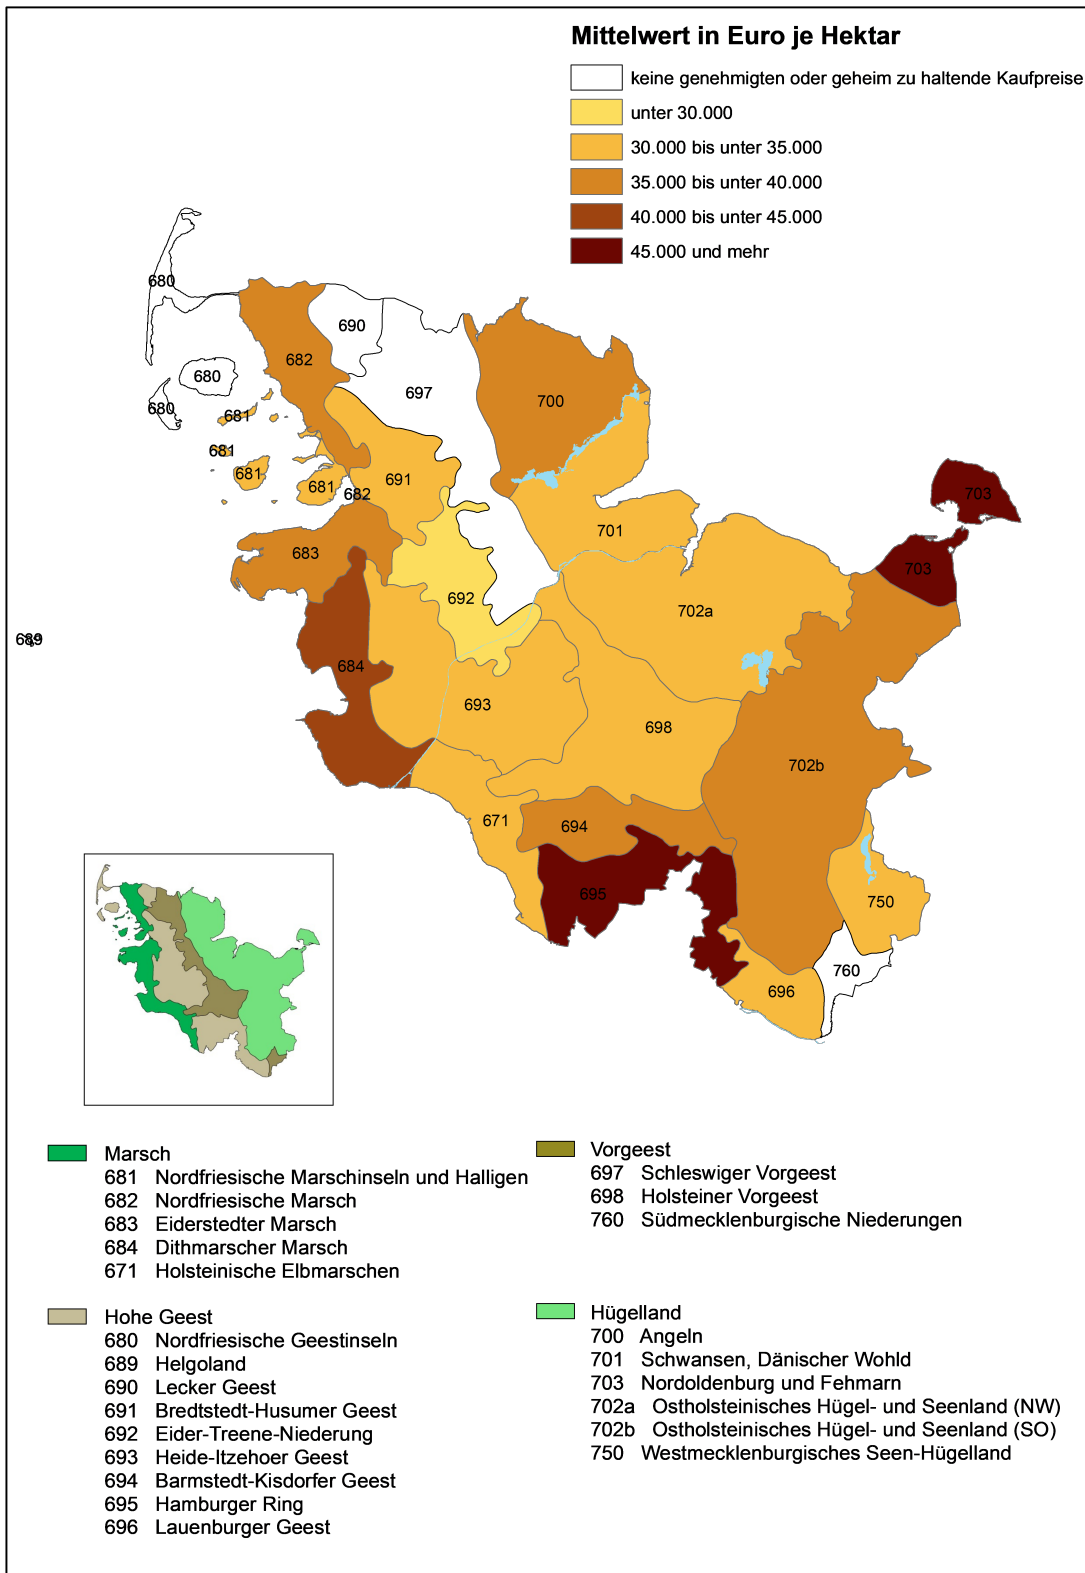 Mittelwert in Euro je Hektar
keine genehmigten oder geheim zu haltende Kaufpreise
unter 30.000
30.000 bis unter 35.000
35.000 bis unter 40.000
40.000 bis unter 45.000
45.000 und mehr
680
690
682
680
697
700
680
681
681
681
691
681
682
703
701
683
703
692
702a
689
684
693
698
702b
671
694
695
750
760
696
Marsch
681 Nordfriesische Marschinseln und Halligen
682 Nordfriesische Marsch
683 Eiderstedter Marsch
684 Dithmarscher Marsch
671 Holsteinische Elbmarschen
Hohe Geest
680 Nordfriesische Geestinseln
689 Helgoland
690 Lecker Geest
691 Bredtstedt-Husumer Geest
692 Eider-Treene-Niederung
693 Heide-Itzehoer Geest
694 Barmstedt-Kisdorfer Geest
695 Hamburger Ring
696 Lauenburger Geest
Vorgeest
697 Schleswiger Vorgeest
698 Holsteiner Vorgeest
760 Südmecklenburgische Niederungen
Hügelland
700 Angeln
701 Schwansen, Dänischer Wohld
703 Nordoldenburg und Fehmarn
702a Ostholsteinisches Hügel- und Seenland (NW)
702b Ostholsteinisches Hügel- und Seenland (SO)
750 Westmecklenburgisches Seen-Hügelland